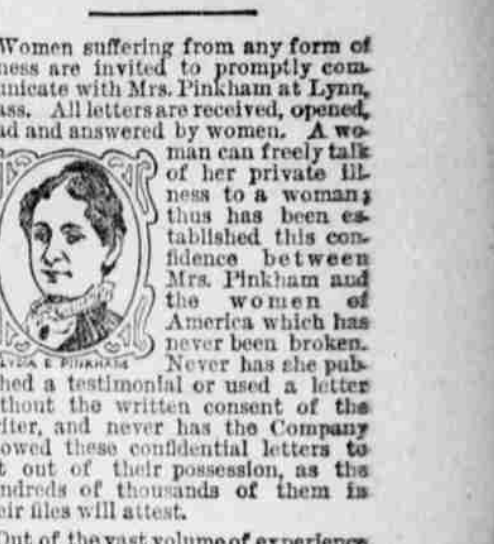 Women suffering from any form of
ness are invited to promptly com-
unicate with Mrs. Pinkham at Lynn,
ass. All letters are received, opened,
ad and answered by women. A wo-
man can freely talk
of her private ill-
ness to a woman;
thus has been es-
tablished this con-
fidence between
Mrs. Pinkham and
the women of
America which has
never been broken.
LYDIA E. PINKHAM
Never has she pub-
hed a testimonial or used a letter
thout the written consent of the
iter, and never has the Company
owed these confidential letters to
t out of their possession, as the
ndreds of thousands of them in
eir files will attest.
Out of the vast volume of experience